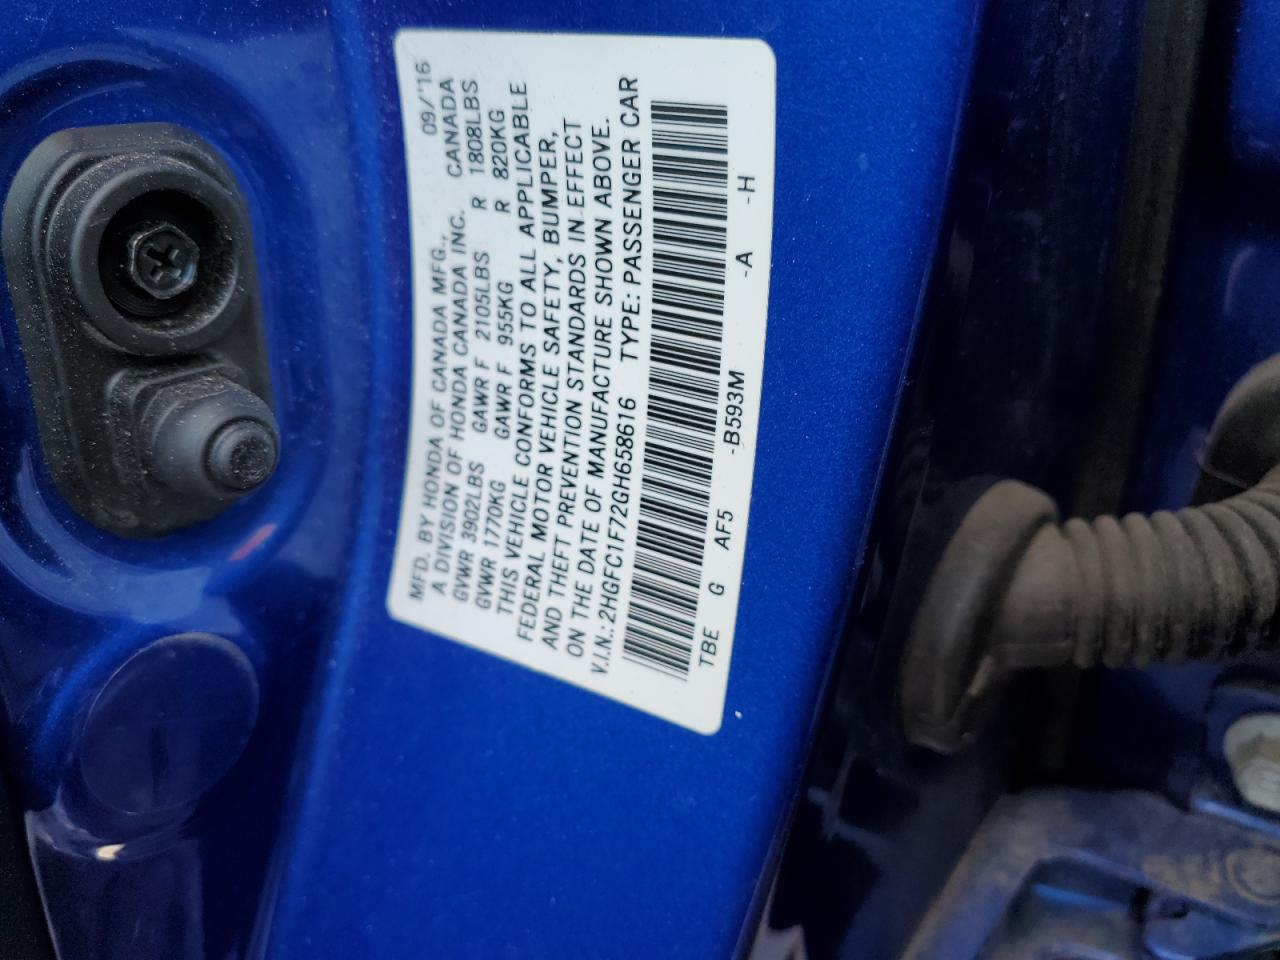 MFD. BY HONDA OF CANADA MFG., 09/'16
A DIVISION OF HONDA CANADA INC. CANADA
GVWR 3902LBS GAWR F 2105LBS R 1808LBS
GVWR 1770KG GAWR F 955KG R 820KG
THIS VEHICLE CONFORMS TO ALL APPLICABLE
FEDERAL MOTOR VEHICLE SAFETY, BUMPER,
AND THEFT PREVENTION STANDARDS IN EFFECT
ON THE DATE OF MANUFACTURE SHOWN ABOVE.
V.I.N.: 2HGFC1F72GH658616 TYPE: PASSENGER CAR
TBE G AF5 -B593M -A -H